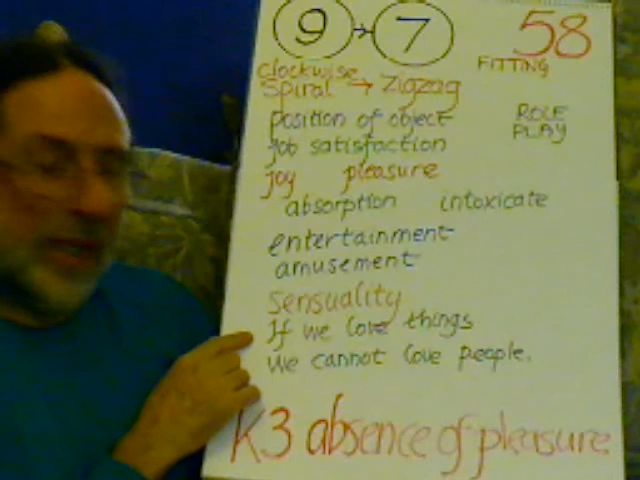 9 → 7
58
FITTING
clockwise
spiral → zigzag
position of object
ROLE
PLAY
job satisfaction
joy pleasure
absorption intoxicate
entertainment
amusement
sensuality
If we love things
we cannot love people.
K3 absence of pleasure